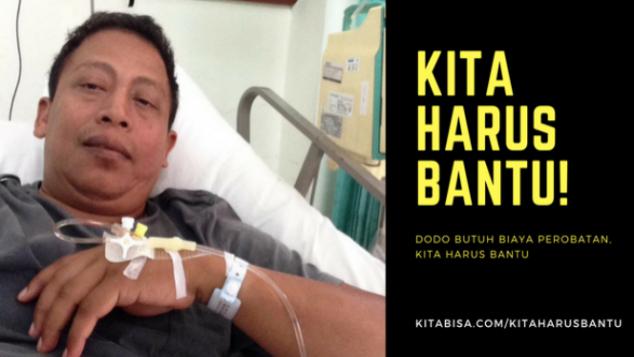 KITA
HARUS
BANTU!
DODO BUTUH BIAYA PEROBATAN,
KITA HARUS BANTU
KITABISA.COM/KITAHARUSBANTU